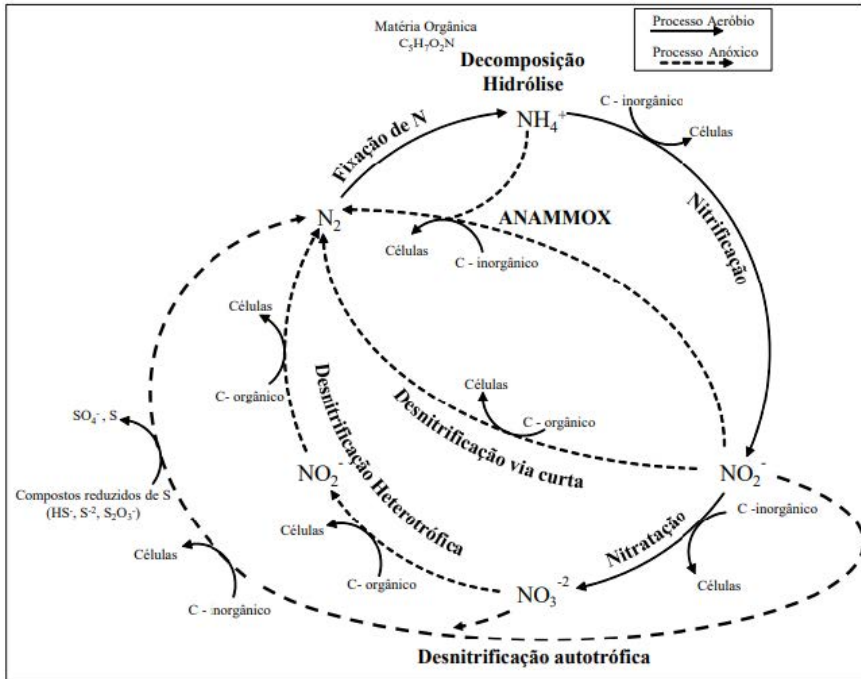 Matéria Orgânica
C₅H₇O₂N
Decomposição
Hidrólise
Processo Aeróbio
Processo Anóxico
NH₄⁺
C - inorgânico
Células
Fixação de N
N₂
ANAMMOX
Células
C - inorgânico
Nitrificação
Células
C- orgânico
Células
C - orgânico
Desnitrificação via curta
Desnitrificação Heterotrófica
SO₄⁻, S
Compostos reduzidos de S
(HS⁻, S⁻², S₂O₃⁻)
NO₂⁻
NO₂⁻
C -inorgânico
Nitratação
Células
Células
C- orgânico
Células
C - inorgânico
NO₃⁻²
Desnitrificação autotrófica